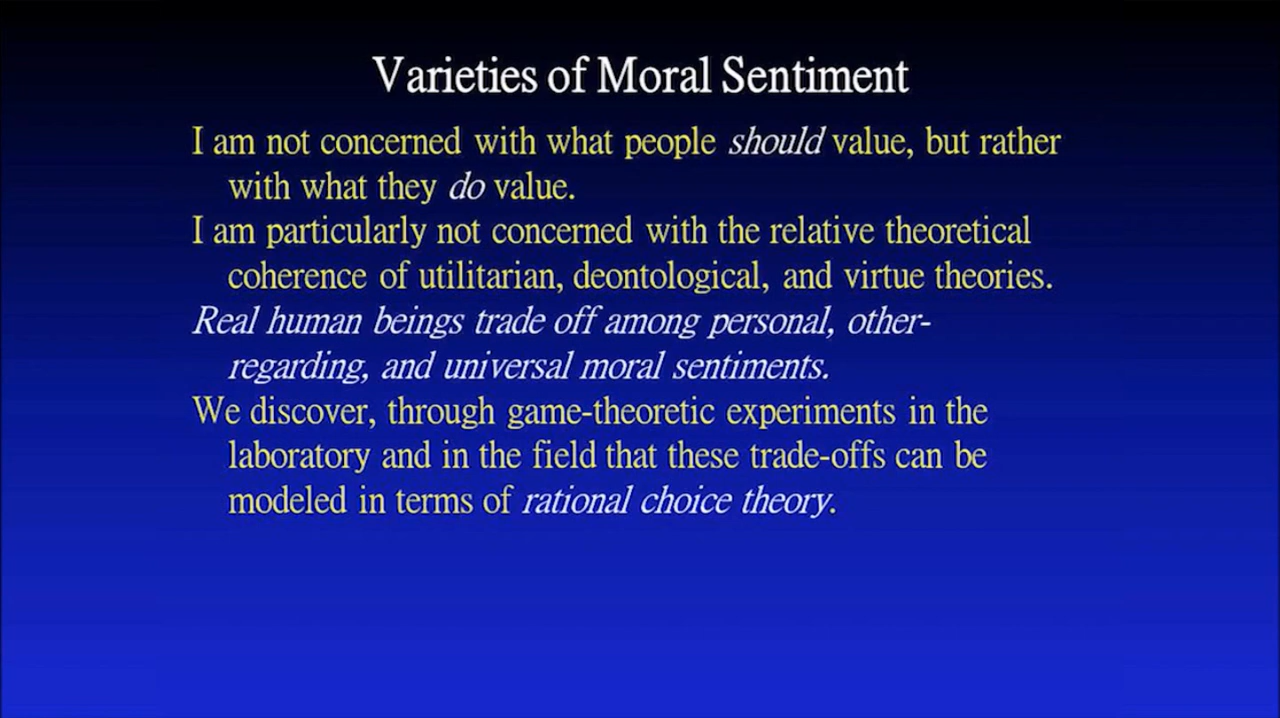 Varieties of Moral Sentiment
I am not concerned with what people should value, but rather
with what they do value.
I am particularly not concerned with the relative theoretical
coherence of utilitarian, deontological, and virtue theories.
Real human beings trade off among personal, other-
regarding, and universal moral sentiments.
We discover, through game-theoretic experiments in the
laboratory and in the field that these trade-offs can be
modeled in terms of rational choice theory.